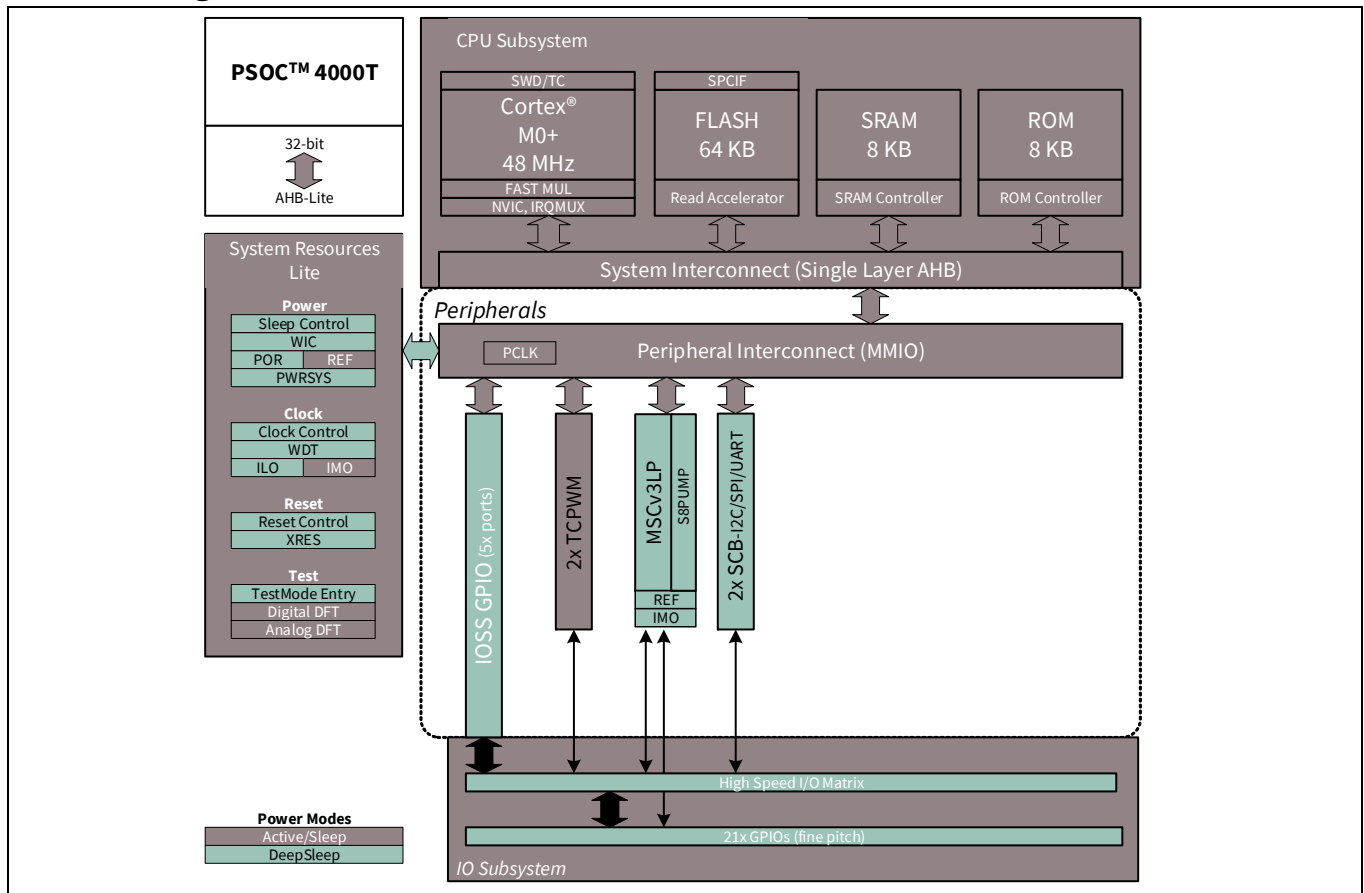 PSOC™ 4000T
32-bit
AHB-Lite
CPU Subsystem
SWD/TC
Cortex®
M0+
48 MHz
FAST MUL
NVIC, IRQMUX
SPCIF
FLASH
64 KB
Read Accelerator
SRAM
8 KB
SRAM Controller
ROM
8 KB
ROM Controller
System Interconnect (Single Layer AHB)
System Resources
Lite
Power
Sleep Control
WIC
POR REF
PWRSYS
Clock
Clock Control
WDT
ILO IMO
Reset
Reset Control
XRES
Test
TestMode Entry
Digital DFT
Analog DFT
Peripherals
PCLK
Peripheral Interconnect (MMIO)
IOSS GPIO (5x ports)
2x TCPWM
MSCv3LP
S8PUMP
REF
IMO
2x SCB-I2C/SPI/UART
High Speed I/O Matrix
21x GPIOs (fine pitch)
IO Subsystem
Power Modes
Active/Sleep
DeepSleep